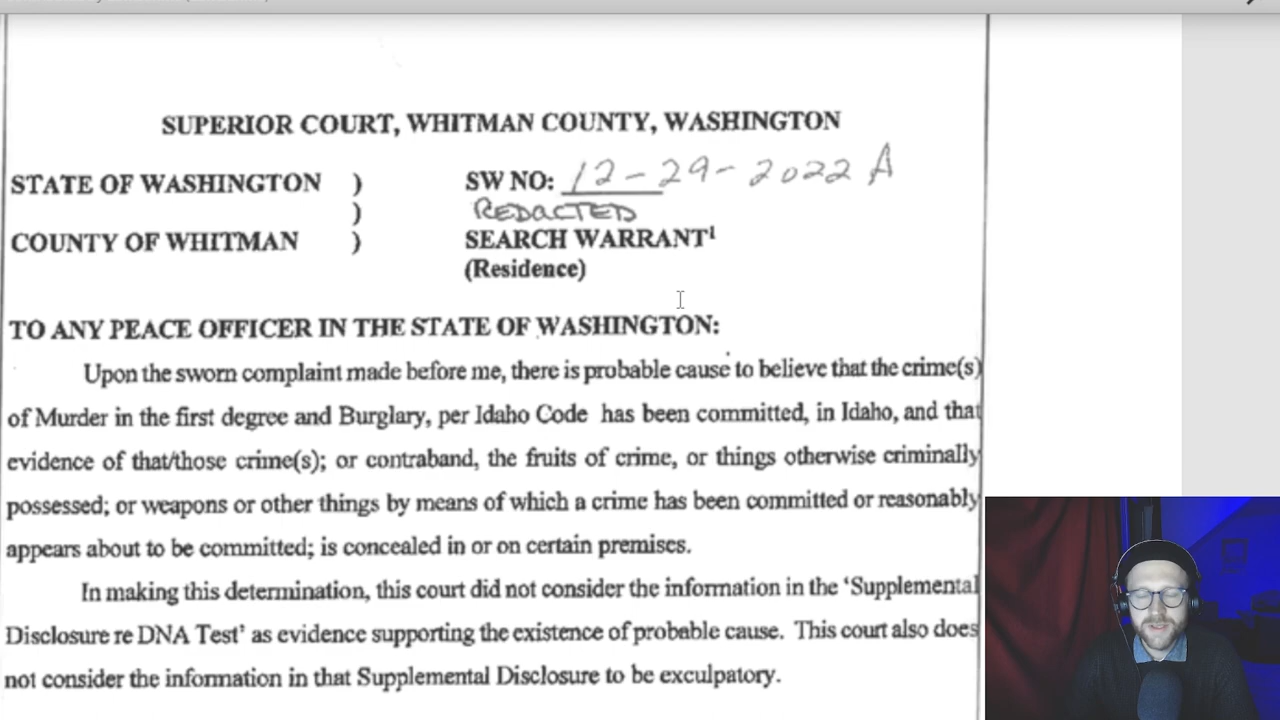 SUPERIOR COURT, WHITMAN COUNTY, WASHINGTON
STATE OF WASHINGTON ) SW NO: 12-29-2022 A
) REDACTED
COUNTY OF WHITMAN ) SEARCH WARRANT¹
(Residence)
TO ANY PEACE OFFICER IN THE STATE OF WASHINGTON:
Upon the sworn complaint made before me, there is probable cause to believe that the crime(s)
of Murder in the first degree and Burglary, per Idaho Code has been committed, in Idaho, and that
evidence of that/those crime(s); or contraband, the fruits of crime, or things otherwise criminally
possessed; or weapons or other things by means of which a crime has been committed or reasonably
appears about to be committed; is concealed in or on certain premises.
In making this determination, this court did not consider the information in the ‘Supplemental
Disclosure re DNA Test’ as evidence supporting the existence of probable cause. This court also does
not consider the information in that Supplemental Disclosure to be exculpatory.